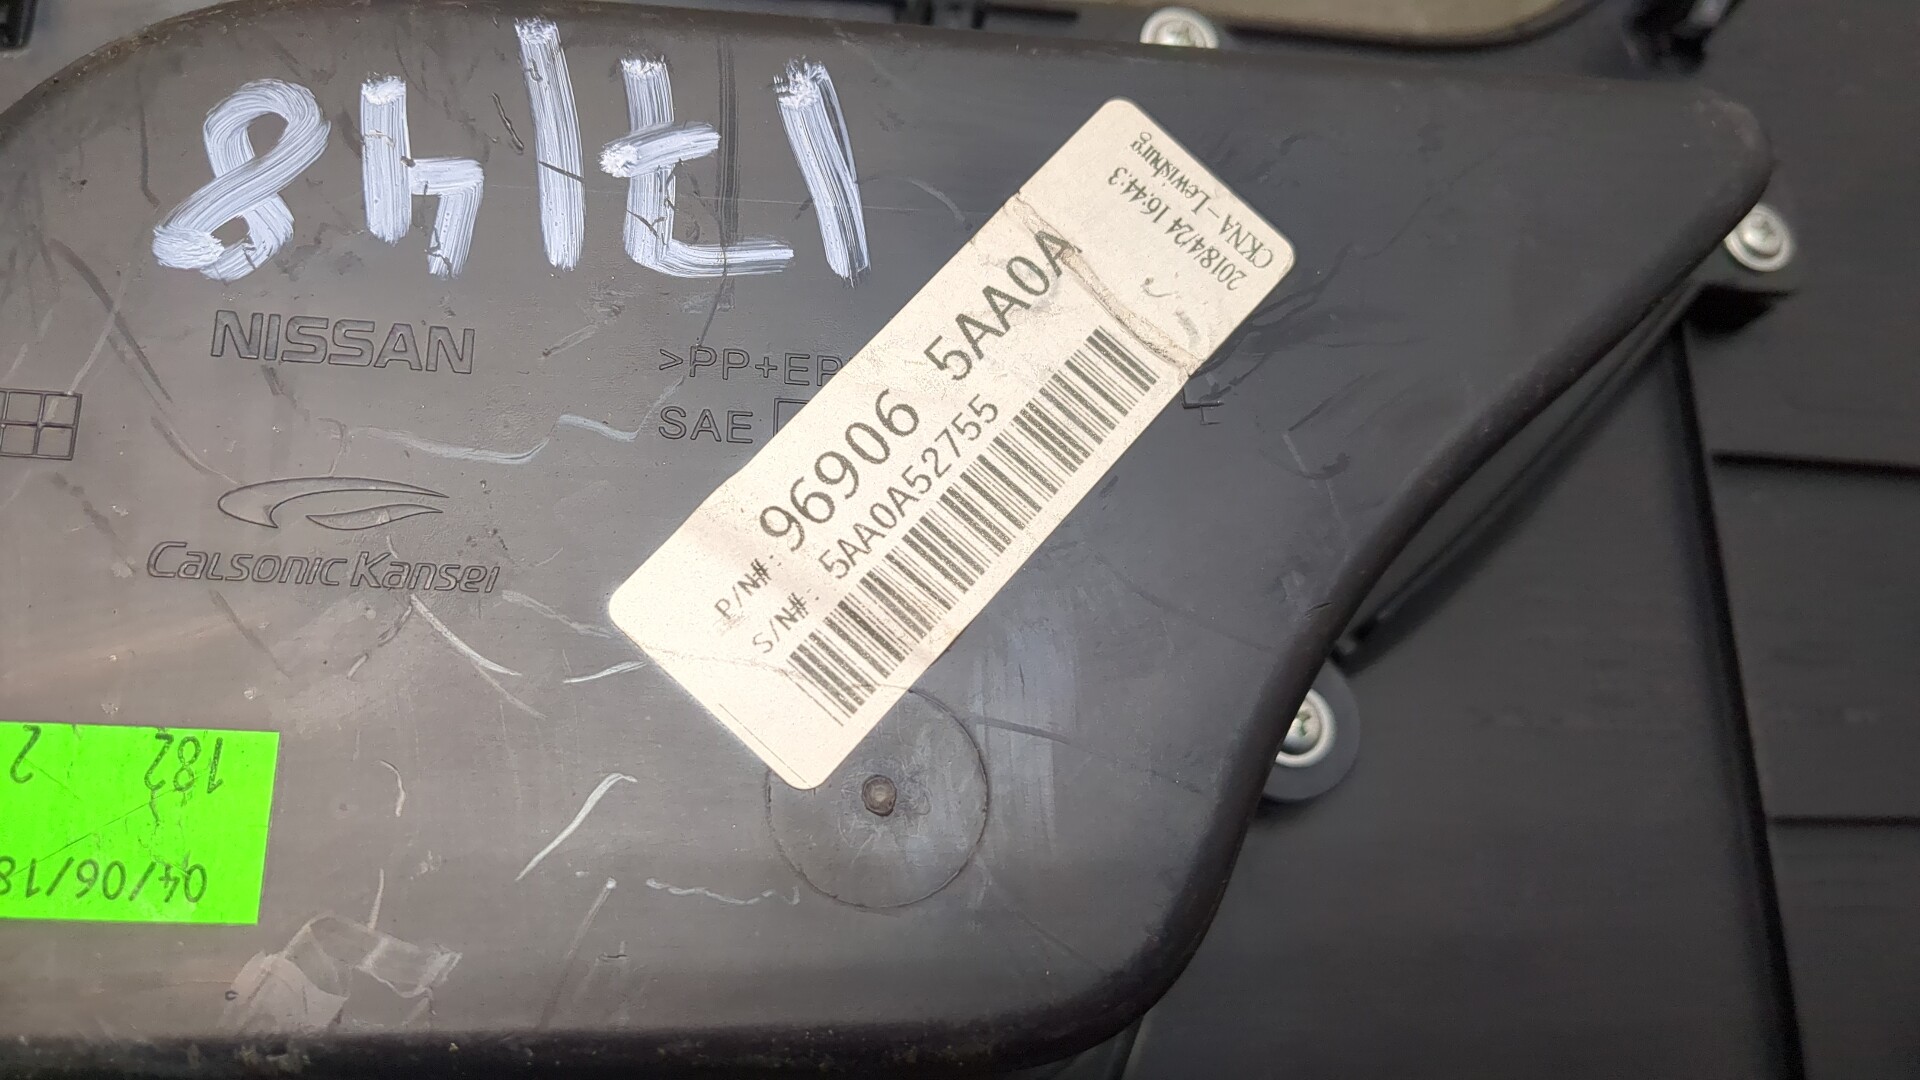 17148
NISSAN
>PP+EP
SAE
CALSONIC KANSEI
P/N#: 96906 5AA0A
S/N#: 5AA0A527755
CKNA – Lewisburg
2018/4/24 16:44:3
04/06/18
182 2